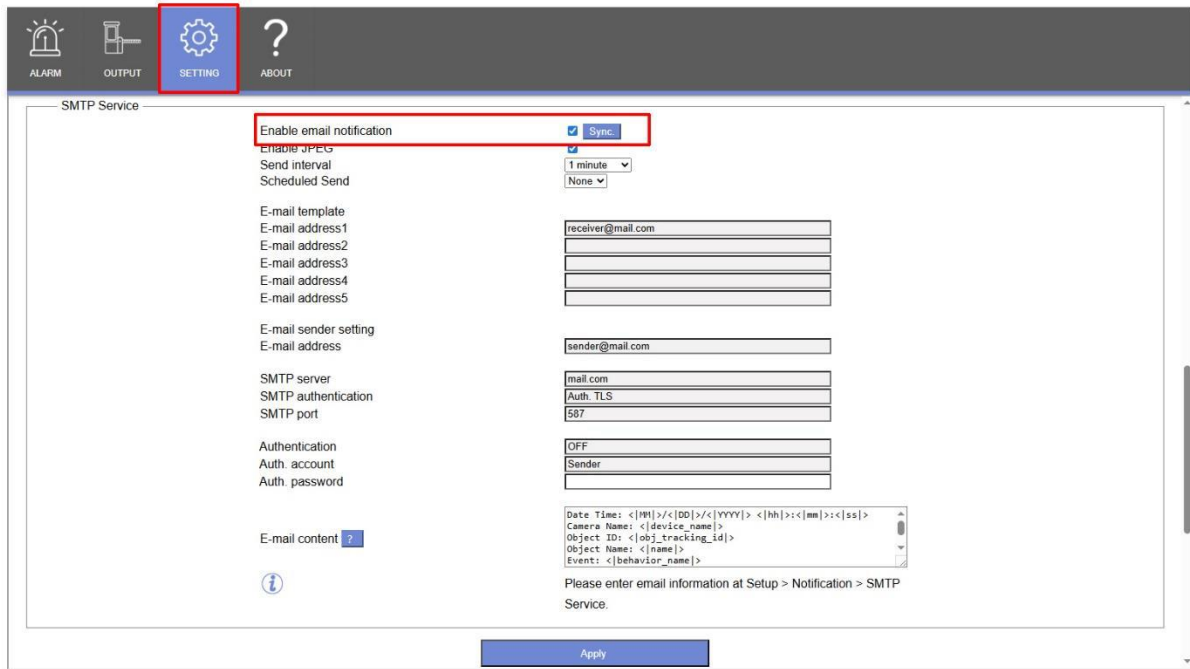 ALARM OUTPUT SETTING ABOUT
SMTP Service
Enable email notification Sync.
Enable JPEG
Send interval 1 minute
Scheduled Send None
E-mail template
E-mail address1 receiver@mail.com
E-mail address2
E-mail address3
E-mail address4
E-mail address5
E-mail sender setting
E-mail address sender@mail.com
SMTP server mail.com
SMTP authentication Auth. TLS
SMTP port 587
Authentication OFF
Auth. account Sender
Auth. password
E-mail content ?
Date Time: <|MM|>/<|DD|>/<|YYYY|> <|hh|>:<|mm|>:<|ss|>
Camera Name: <|device_name|>
Object ID: <|obj_tracking_id|>
Object Name: <|name|>
Event: <|behavior_name|>
Please enter email information at Setup > Notification > SMTP
Service.
Apply